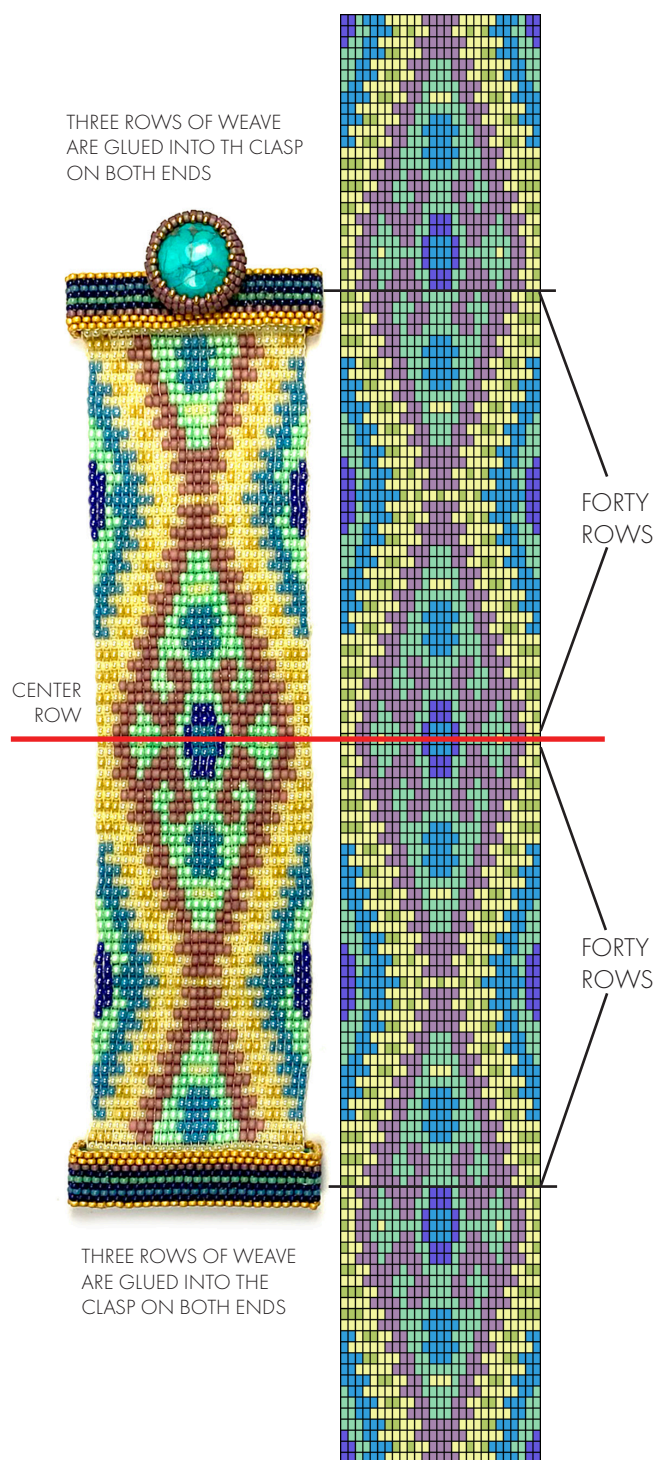 THREE ROWS OF WEAVE
ARE GLUED INTO TH CLASP
ON BOTH ENDS
FORTY
ROWS
CENTER
ROW
FORTY
ROWS
THREE ROWS OF WEAVE
ARE GLUED INTO THE
CLASP ON BOTH ENDS